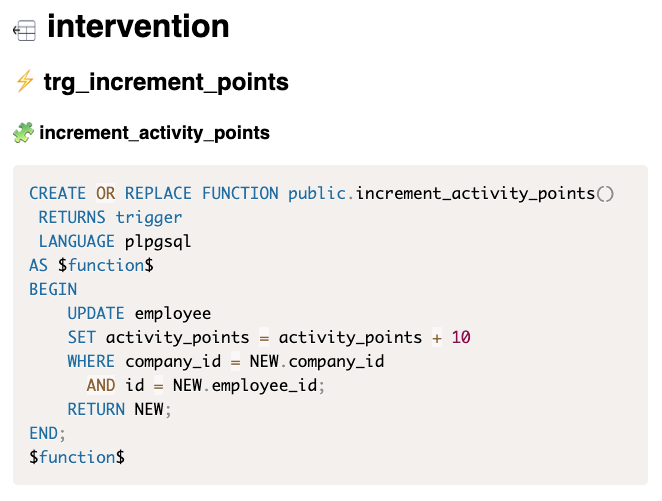 intervention
trg_increment_points
increment_activity_points
CREATE OR REPLACE FUNCTION public.increment_activity_points()
 RETURNS trigger
 LANGUAGE plpgsql
AS $function$
BEGIN
    UPDATE employee
    SET activity_points = activity_points + 10
    WHERE company_id = NEW.company_id
      AND id = NEW.employee_id;
    RETURN NEW;
END;
$function$